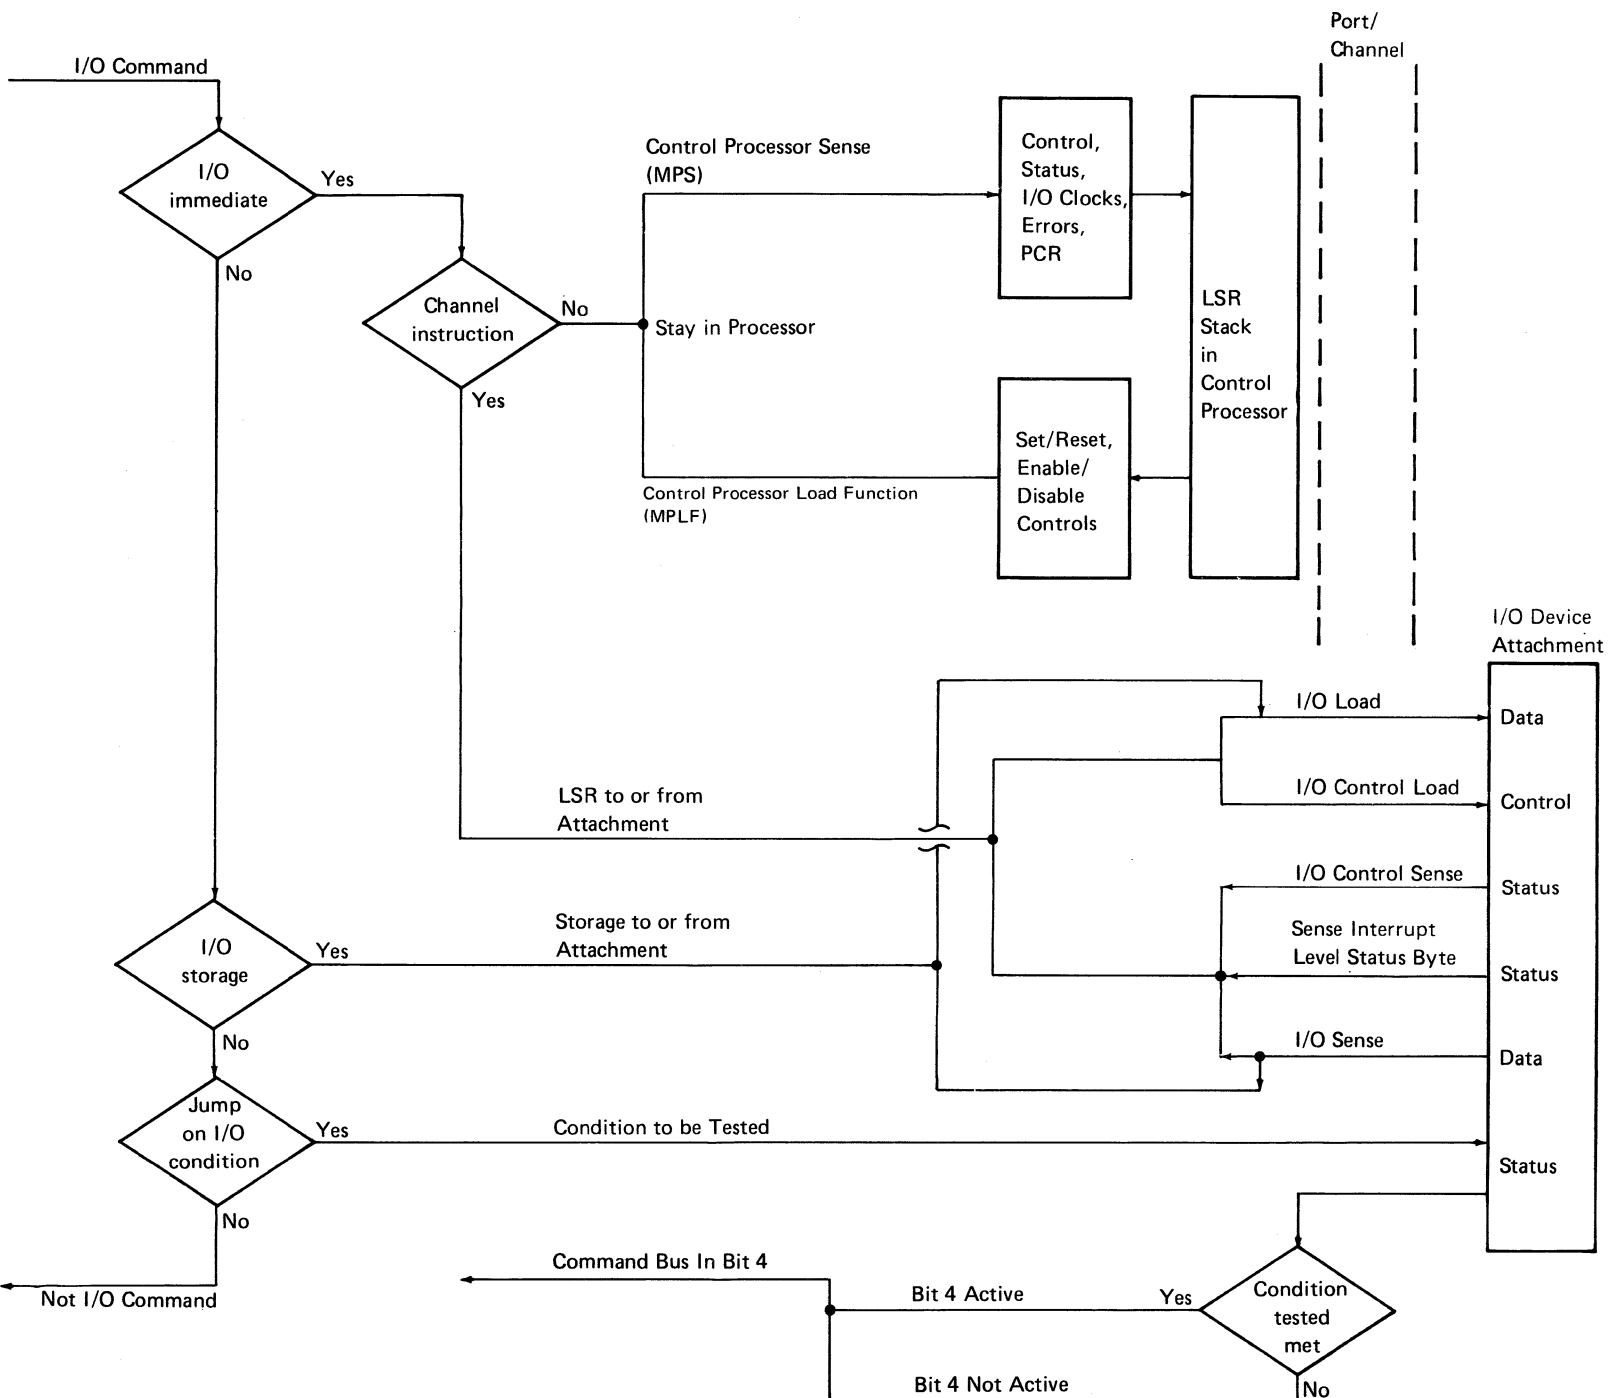 Port/
Channel
I/O Command
I/O
immediate
Yes
No
Control Processor Sense
(MPS)
Control,
Status,
I/O Clocks,
Errors,
PCR
Channel
instruction
No
Yes
Stay in Processor
LSR
Stack
in
Control
Processor
Set/Reset,
Enable/
Disable
Controls
Control Processor Load Function
(MPLF)
I/O Device
Attachment
I/O Load
Data
I/O Control Load
Control
LSR to or from
Attachment
I/O Control Sense
Status
Storage to or from
Attachment
Sense Interrupt
Level Status Byte
Status
I/O
storage
Yes
No
I/O Sense
Data
Jump
on I/O
condition
Yes
No
Condition to be Tested
Status
Not I/O Command
Command Bus In Bit 4
Bit 4 Active
Yes
Condition
tested
met
Bit 4 Not Active
No